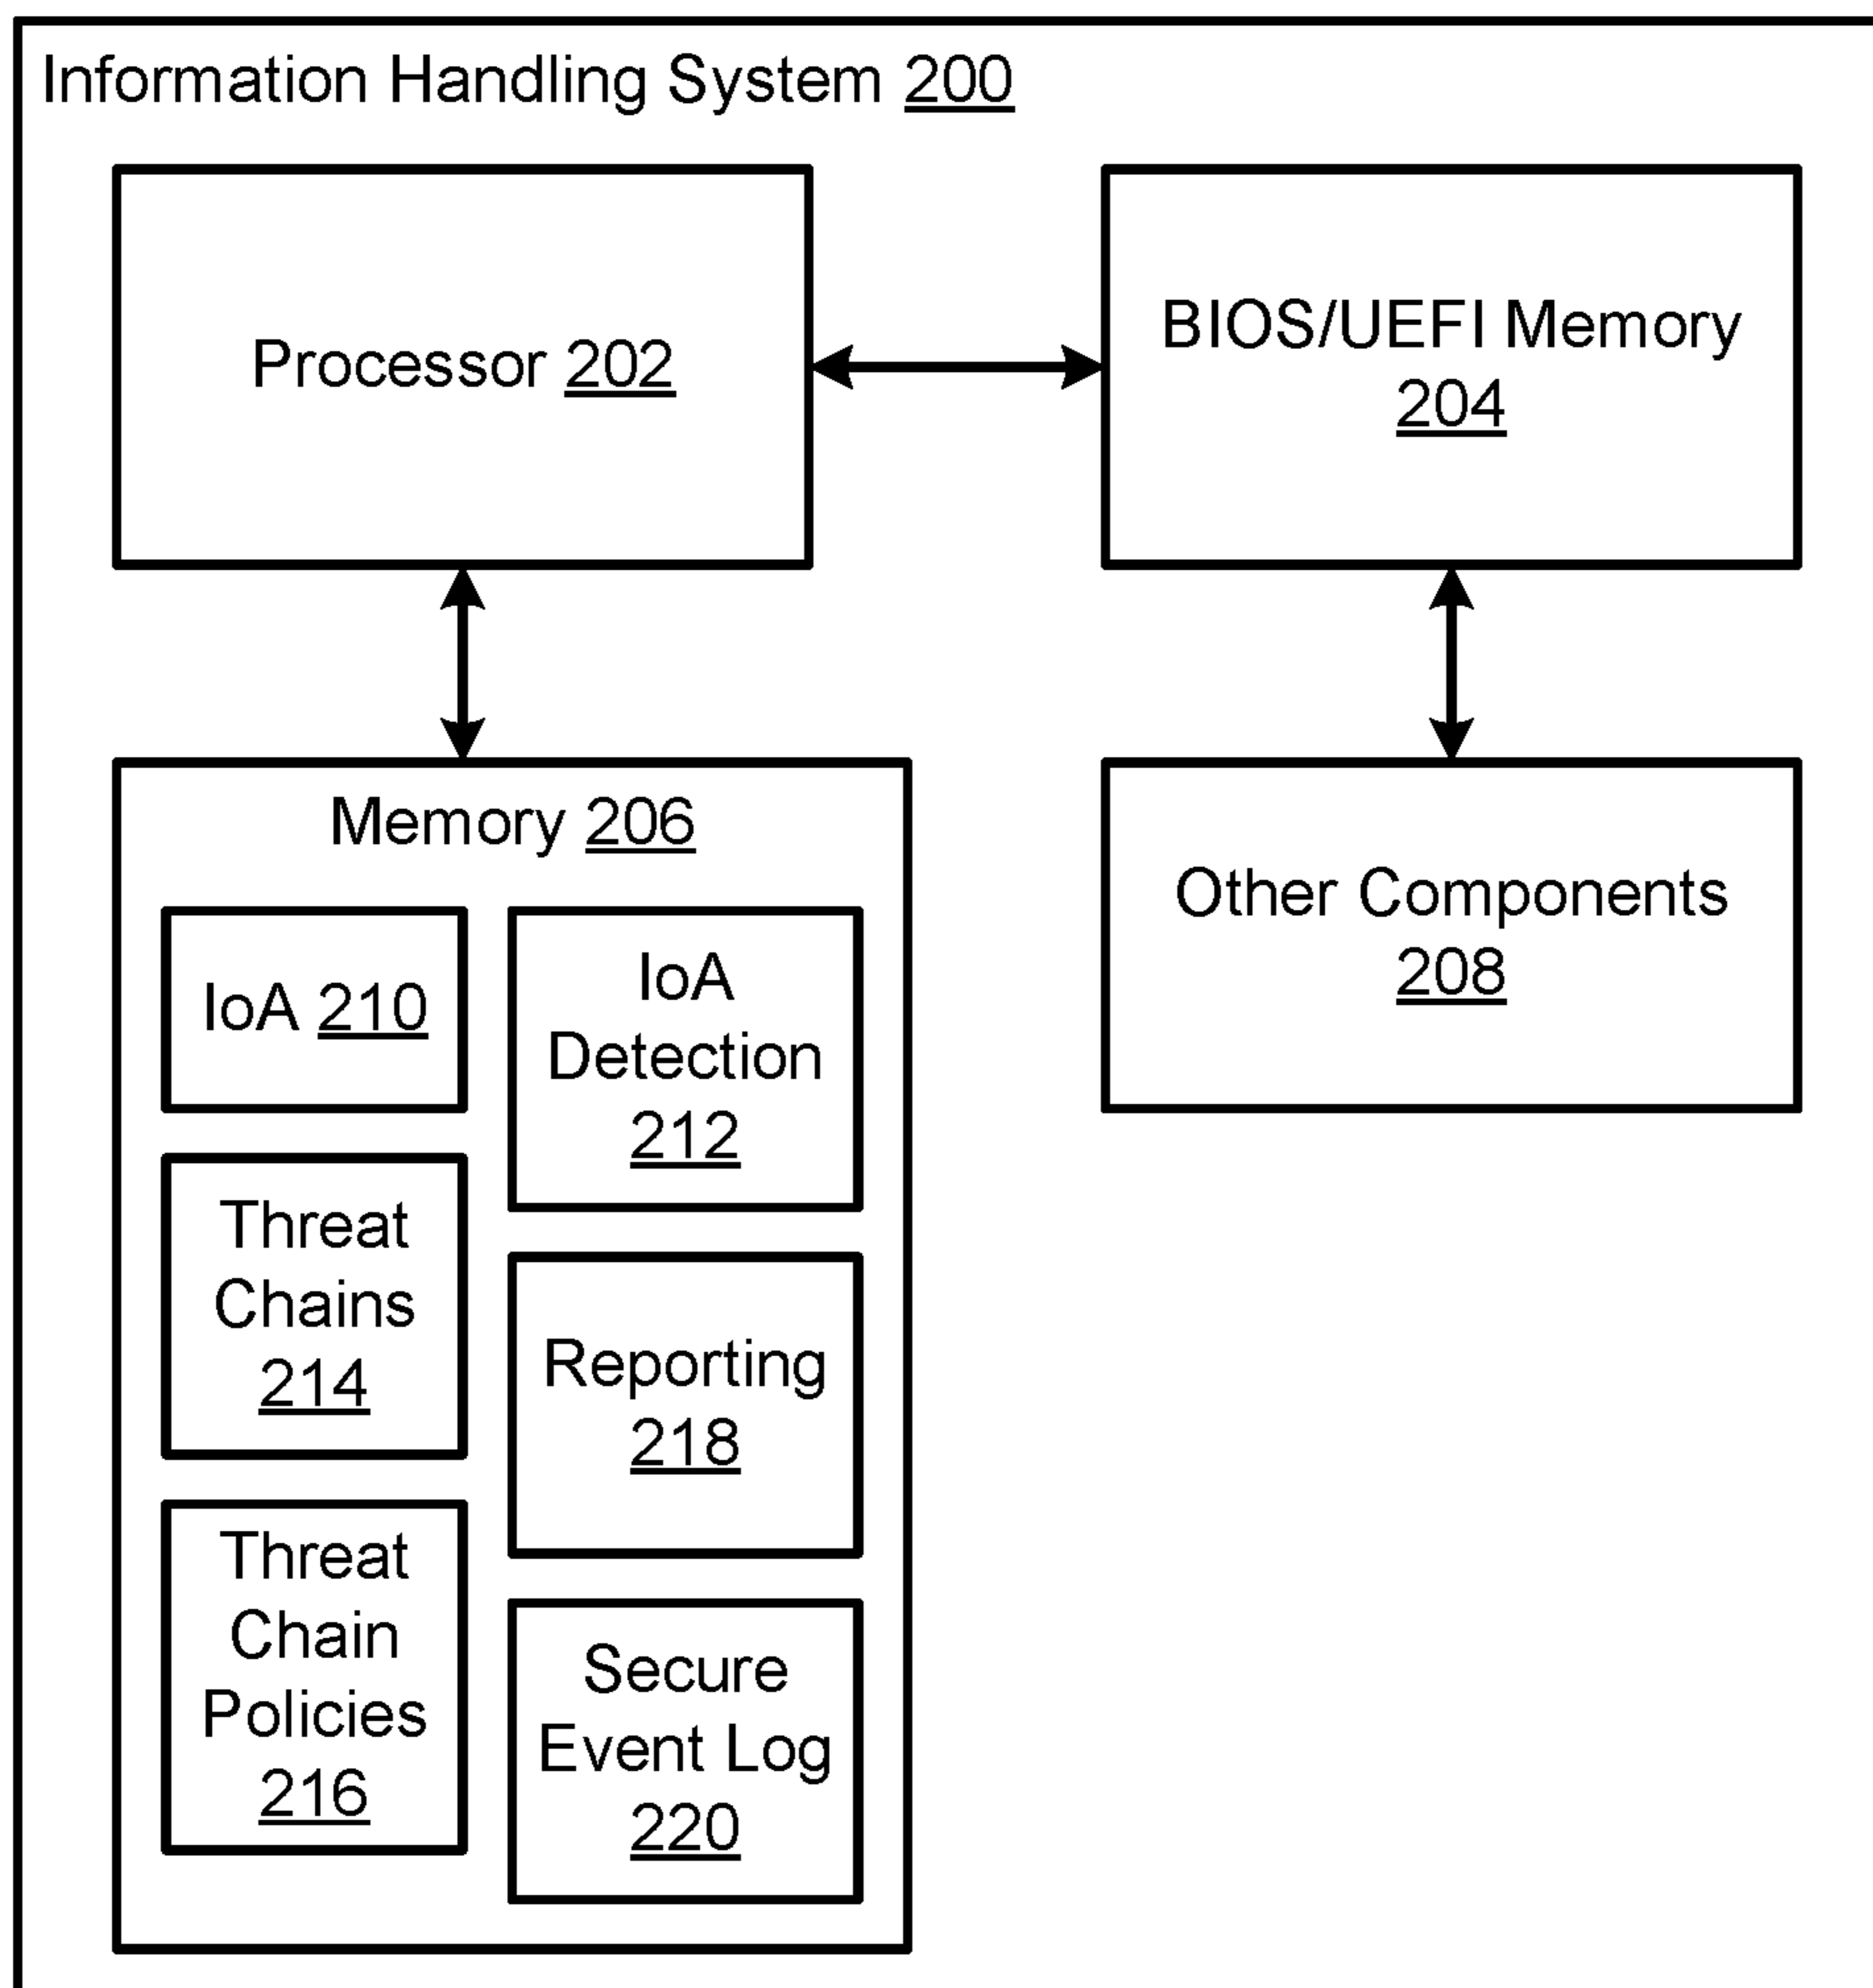 Information Handling System 200
Processor 202
BIOS/UEFI Memory
204
Memory 206
Other Components
208
IoA 210
IoA
Detection
212
Threat
Chains
214
Reporting
218
Threat
Chain
Policies
216
Secure
Event Log
220